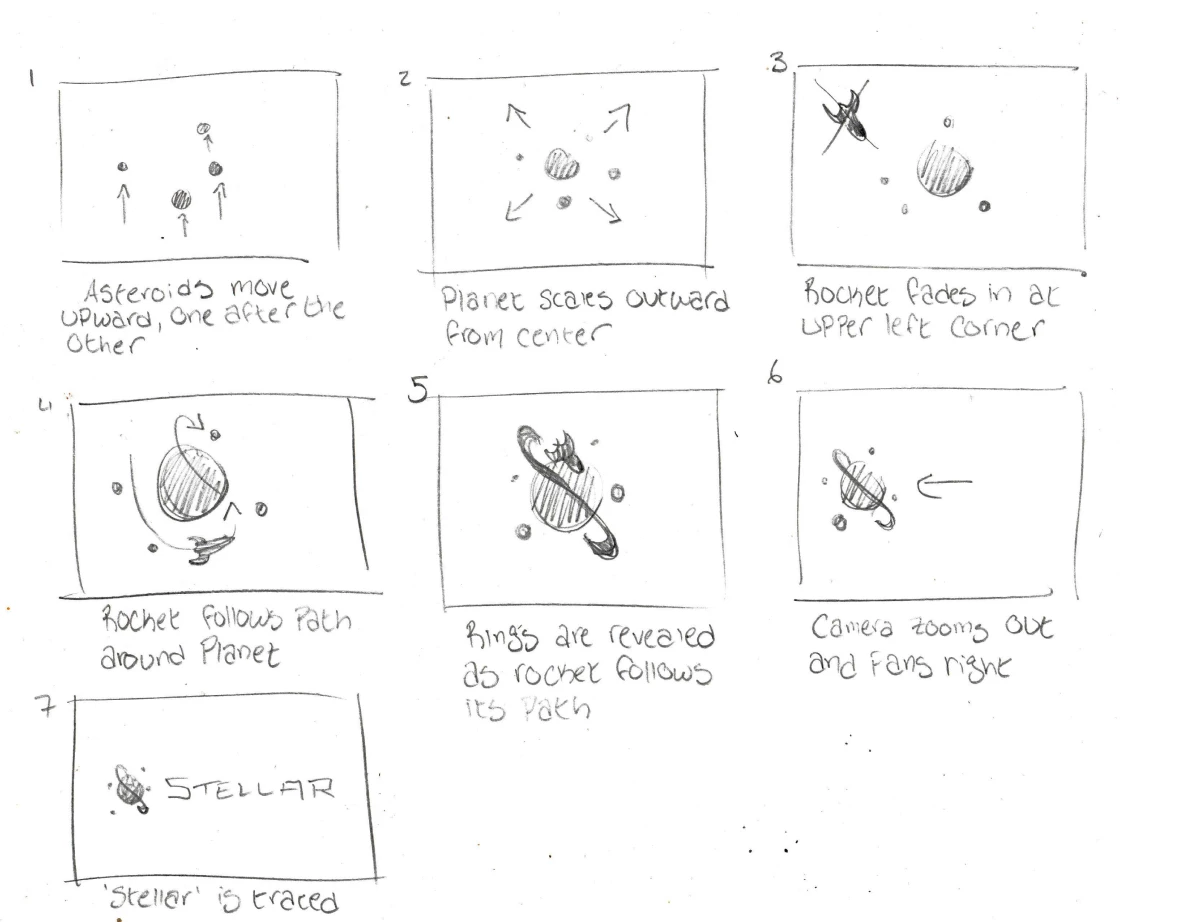 1
Asteroids move
upward, one after the
other
2
Planet scales outward
from center
3
Rocket fades in at
upper left corner
4
Rocket follows path
around Planet
5
Rings are revealed
as rocket follows
its path
6
Camera zooms out
and Pans right
7
STELLAR
'Stellar' is traced